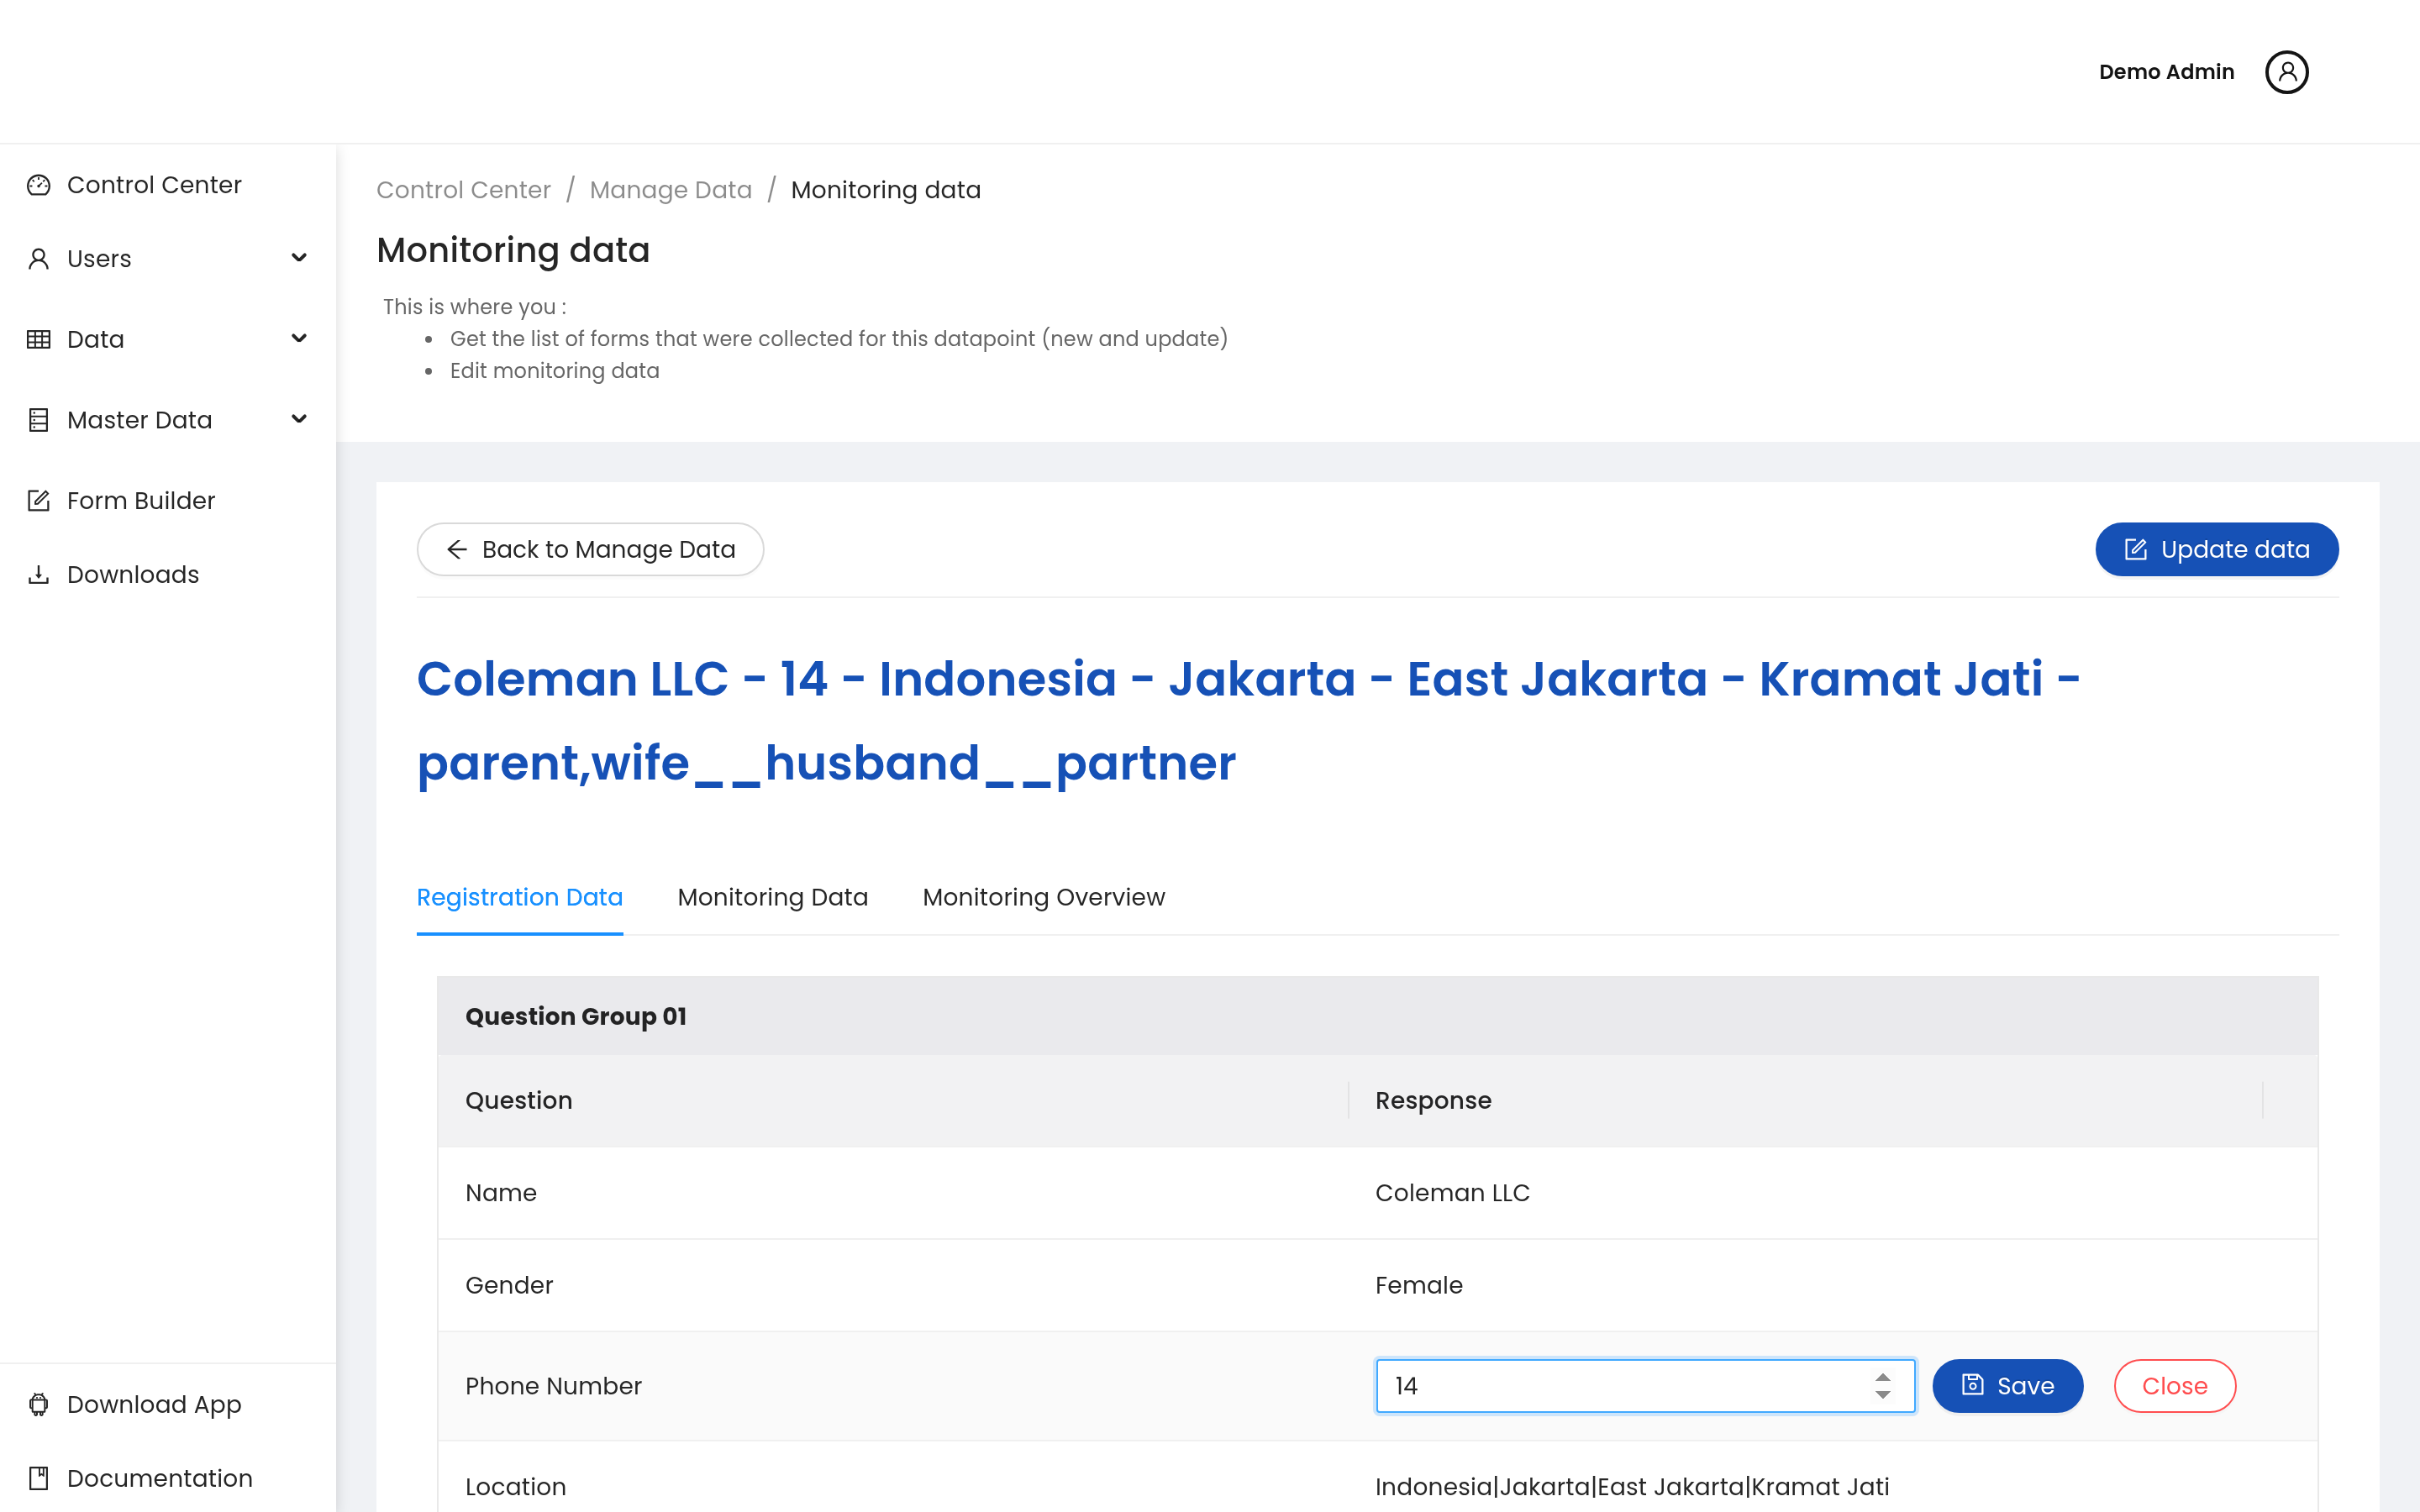 Demo Admin
Control Center
Users
Data
Master Data
Form Builder
Downloads
Download App
Documentation
Control Center / Manage Data / Monitoring data
Monitoring data
This is where you :
• Get the list of forms that were collected for this datapoint (new and update)
• Edit monitoring data
Back to Manage Data
Update data
Coleman LLC - 14 - Indonesia - Jakarta - East Jakarta - Kramat Jati -
parent,wife__husband__partner
Registration Data Monitoring Data Monitoring Overview
Question Group 01
Question Response
Name Coleman LLC
Gender Female
Phone Number 14 Save Close
Location Indonesia|Jakarta|East Jakarta|Kramat Jati